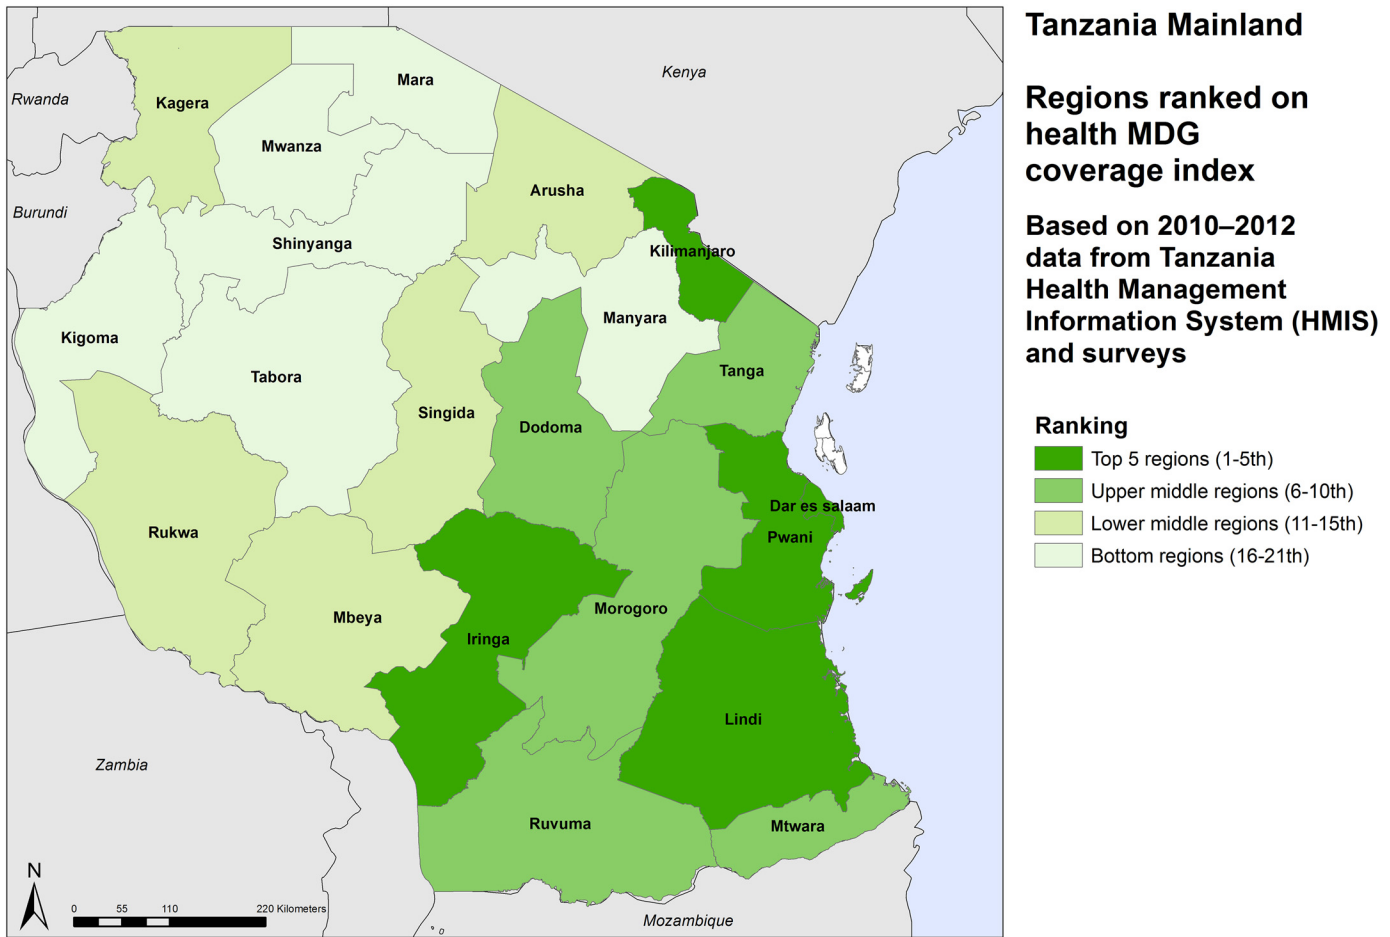 Tanzania Mainland
Regions ranked on
health MDG
coverage index
Based on 2010–2012
data from Tanzania
Health Management
Information System (HMIS)
and surveys
Ranking
Top 5 regions (1-5th)
Upper middle regions (6-10th)
Lower middle regions (11-15th)
Bottom regions (16-21th)
Kenya
Rwanda
Burundi
Zambia
Mozambique
Kagera
Mara
Mwanza
Arusha
Shinyanga
Kilimanjaro
Kigoma
Manyara
Tabora
Tanga
Singida
Dodoma
Dar es salaam
Pwani
Rukwa
Mbeya
Morogoro
Iringa
Lindi
Ruvuma
Mtwara
N
0 55 110 220 Kilometers